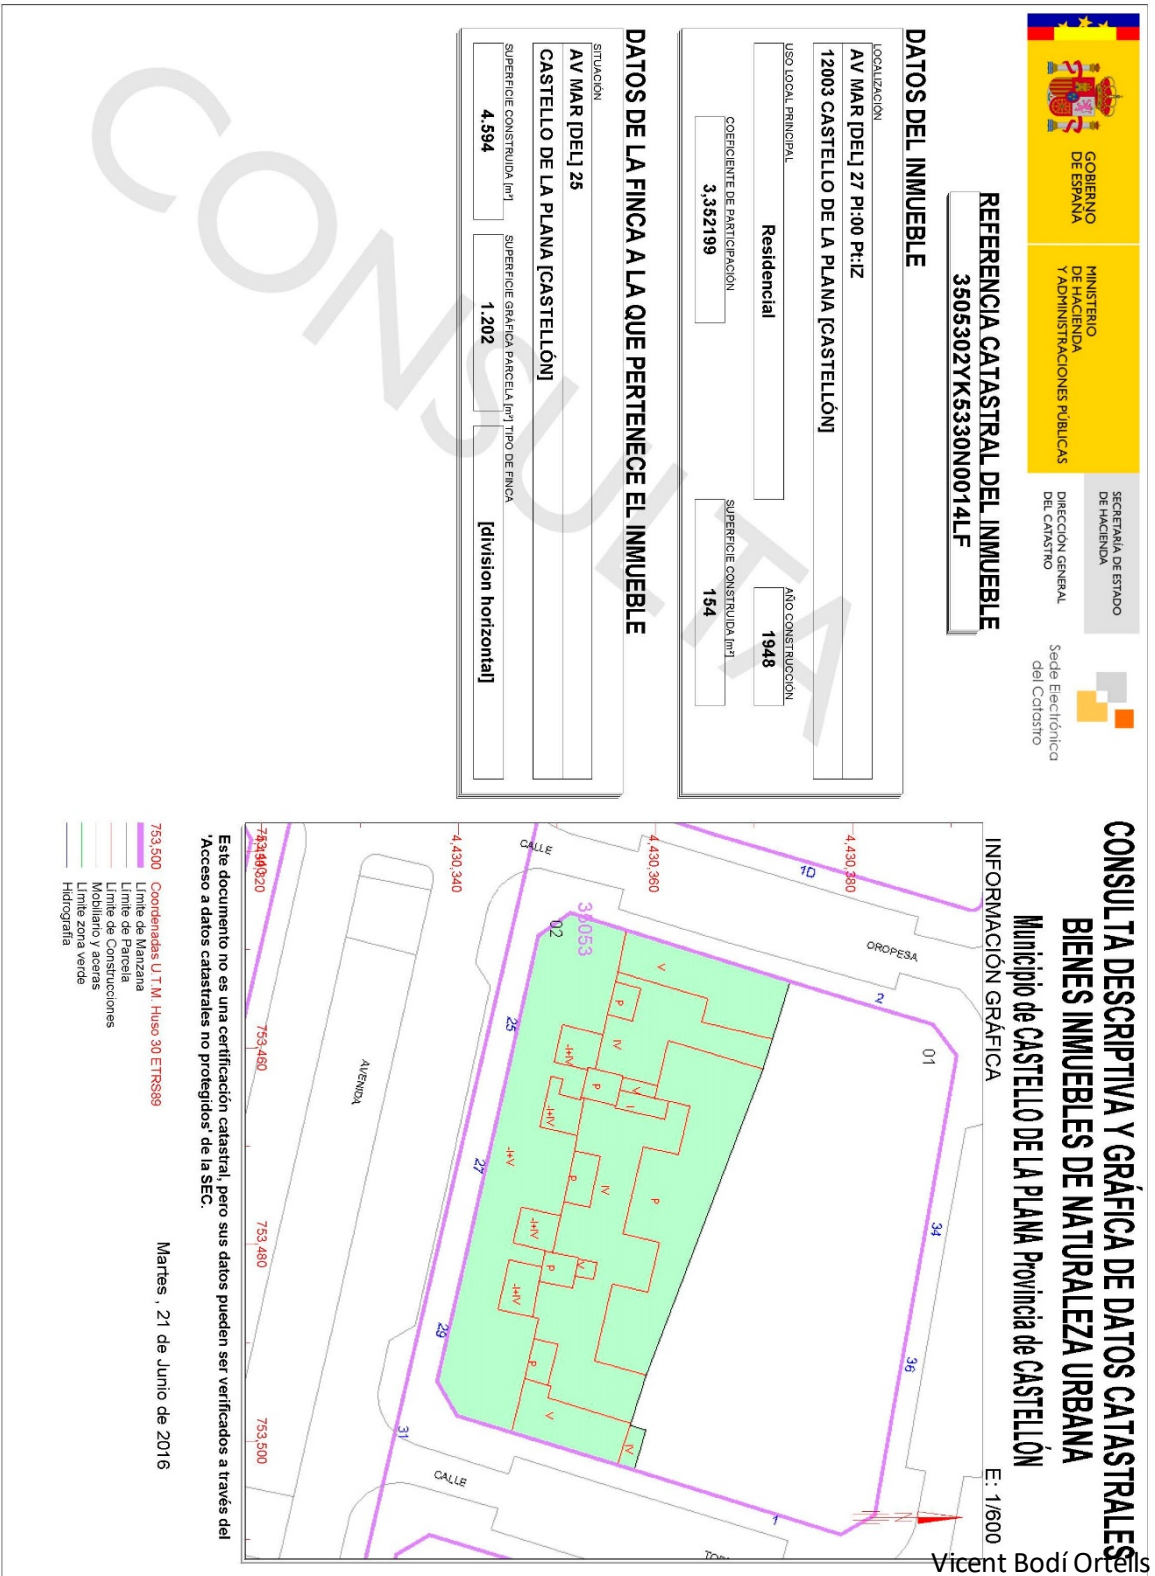 GOBIERNO
DE ESPAÑA
MINISTERIO
DE HACIENDA
Y ADMINISTRACIONES PÚBLICAS
SECRETARÍA DE ESTADO
DE HACIENDA
DIRECCIÓN GENERAL
DEL CATASTRO
Sede Electrónica
del Catastro
REFERENCIA CATASTRAL DEL INMUEBLE
3505302YK5330N0014LF
DATOS DEL INMUEBLE
LOCALIZACIÓN
AV MAR [DEL] 27 Pl:00 Pt:IZ
12003 CASTELLO DE LA PLANA [CASTELLÓN]
USO LOCAL PRINCIPAL
Residencial
AÑO CONSTRUCCIÓN
1948
COEFICIENTE DE PARTICIPACIÓN
3,352199
SUPERFICIE CONSTRUIDA [m²]
154
DATOS DE LA FINCA A LA QUE PERTENECE EL INMUEBLE
SITUACIÓN
AV MAR [DEL] 25
CASTELLO DE LA PLANA [CASTELLÓN]
SUPERFICIE CONSTRUIDA [m²]
4.594
SUPERFICIE GRÁFICA PARCELA [m²]
1.202
TIPO DE FINCA
[division horizontal]
CONSULTA
CONSULTA DESCRIPTIVA Y GRÁFICA DE DATOS CATASTRALES
BIENES INMUEBLES DE NATURALEZA URBANA
Municipio de CASTELLO DE LA PLANA Provincia de CASTELLÓN
INFORMACIÓN GRÁFICA
E: 1/600
4,430,380
4,430,360
4,430,340
1D
OROPESA
CALLE
2
01
34
36
35053
02
V
P
IV
-I+IV
P
V
I
-I+IV
P
IV
P
-I+V
-I+IV
P
V
-I+IV
P
V
IV
25
27
29
31
1
N
AVENIDA
CALLE
753,460
753,480
753,500
Este documento no es una certificación catastral, pero sus datos pueden ser verificados a través del
'Acceso a datos catastrales no protegidos' de la SEC.
753,500 Coordenadas U.T.M. Huso 30 ETRS89
Límite de Manzana
Límite de Parcela
Límite de Construcciones
Mobiliario y aceras
Límite zona verde
Hidrografía
Martes , 21 de Junio de 2016
Vicent Bodí Ortells